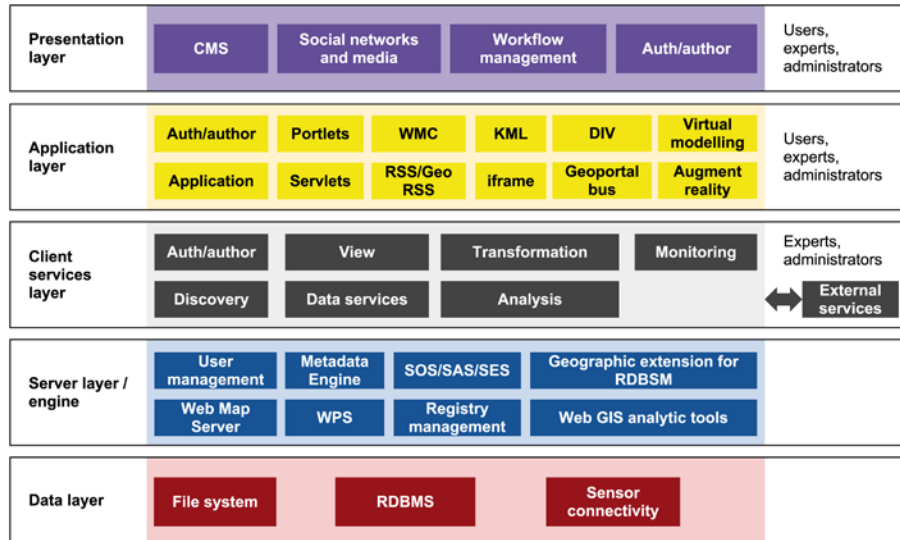 Presentation
layer
CMS
Social networks
and media
Workflow
management
Auth/author
Users,
experts,
administrators
Application
layer
Auth/author
Portlets
WMC
KML
DIV
Virtual
modelling
Application
Servlets
RSS/Geo
RSS
iframe
Geoportal
bus
Augment
reality
Users,
experts,
administrators
Client
services
layer
Auth/author
View
Transformation
Monitoring
Discovery
Data services
Analysis
Experts,
administrators
External
services
Server layer /
engine
User
management
Metadata
Engine
SOS/SAS/SES
Geographic extension for
RDBSM
Web Map
Server
WPS
Registry
management
Web GIS analytic tools
Data layer
File system
RDBMS
Sensor
connectivity